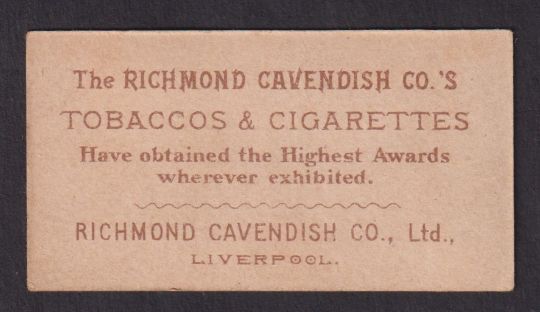 The RICHMOND CAVENDISH CO.'S
TOBACCOS & CIGARETTES
Have obtained the Highest Awards
wherever exhibited.
RICHMOND CAVENDISH CO., Ltd.,
LIVERPOOL.